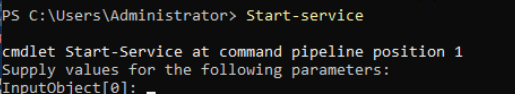 PS C:\Users\Administrator> Start-service
cmdlet Start-Service at command pipeline position 1
Supply values for the following parameters:
InputObject[0]: _